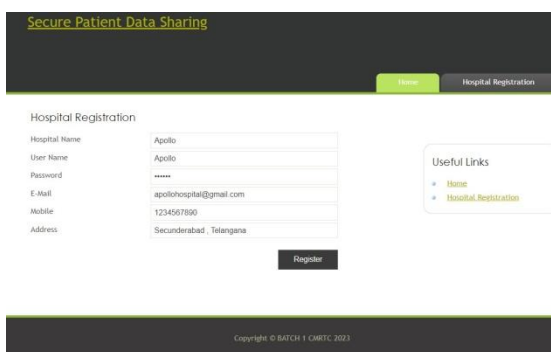 Secure Patient Data Sharing
Home Hospital Registration
Hospital Registration
Hospital Name Apollo
User Name Apollo
Password ••••••
E-Mail apollohospital@gmail.com
Mobile 1234567890
Address Secunderabad , Telangana
Register
Useful Links
Home
Hospital Registration
Copyright © BATCH 1 CMRTC 2023